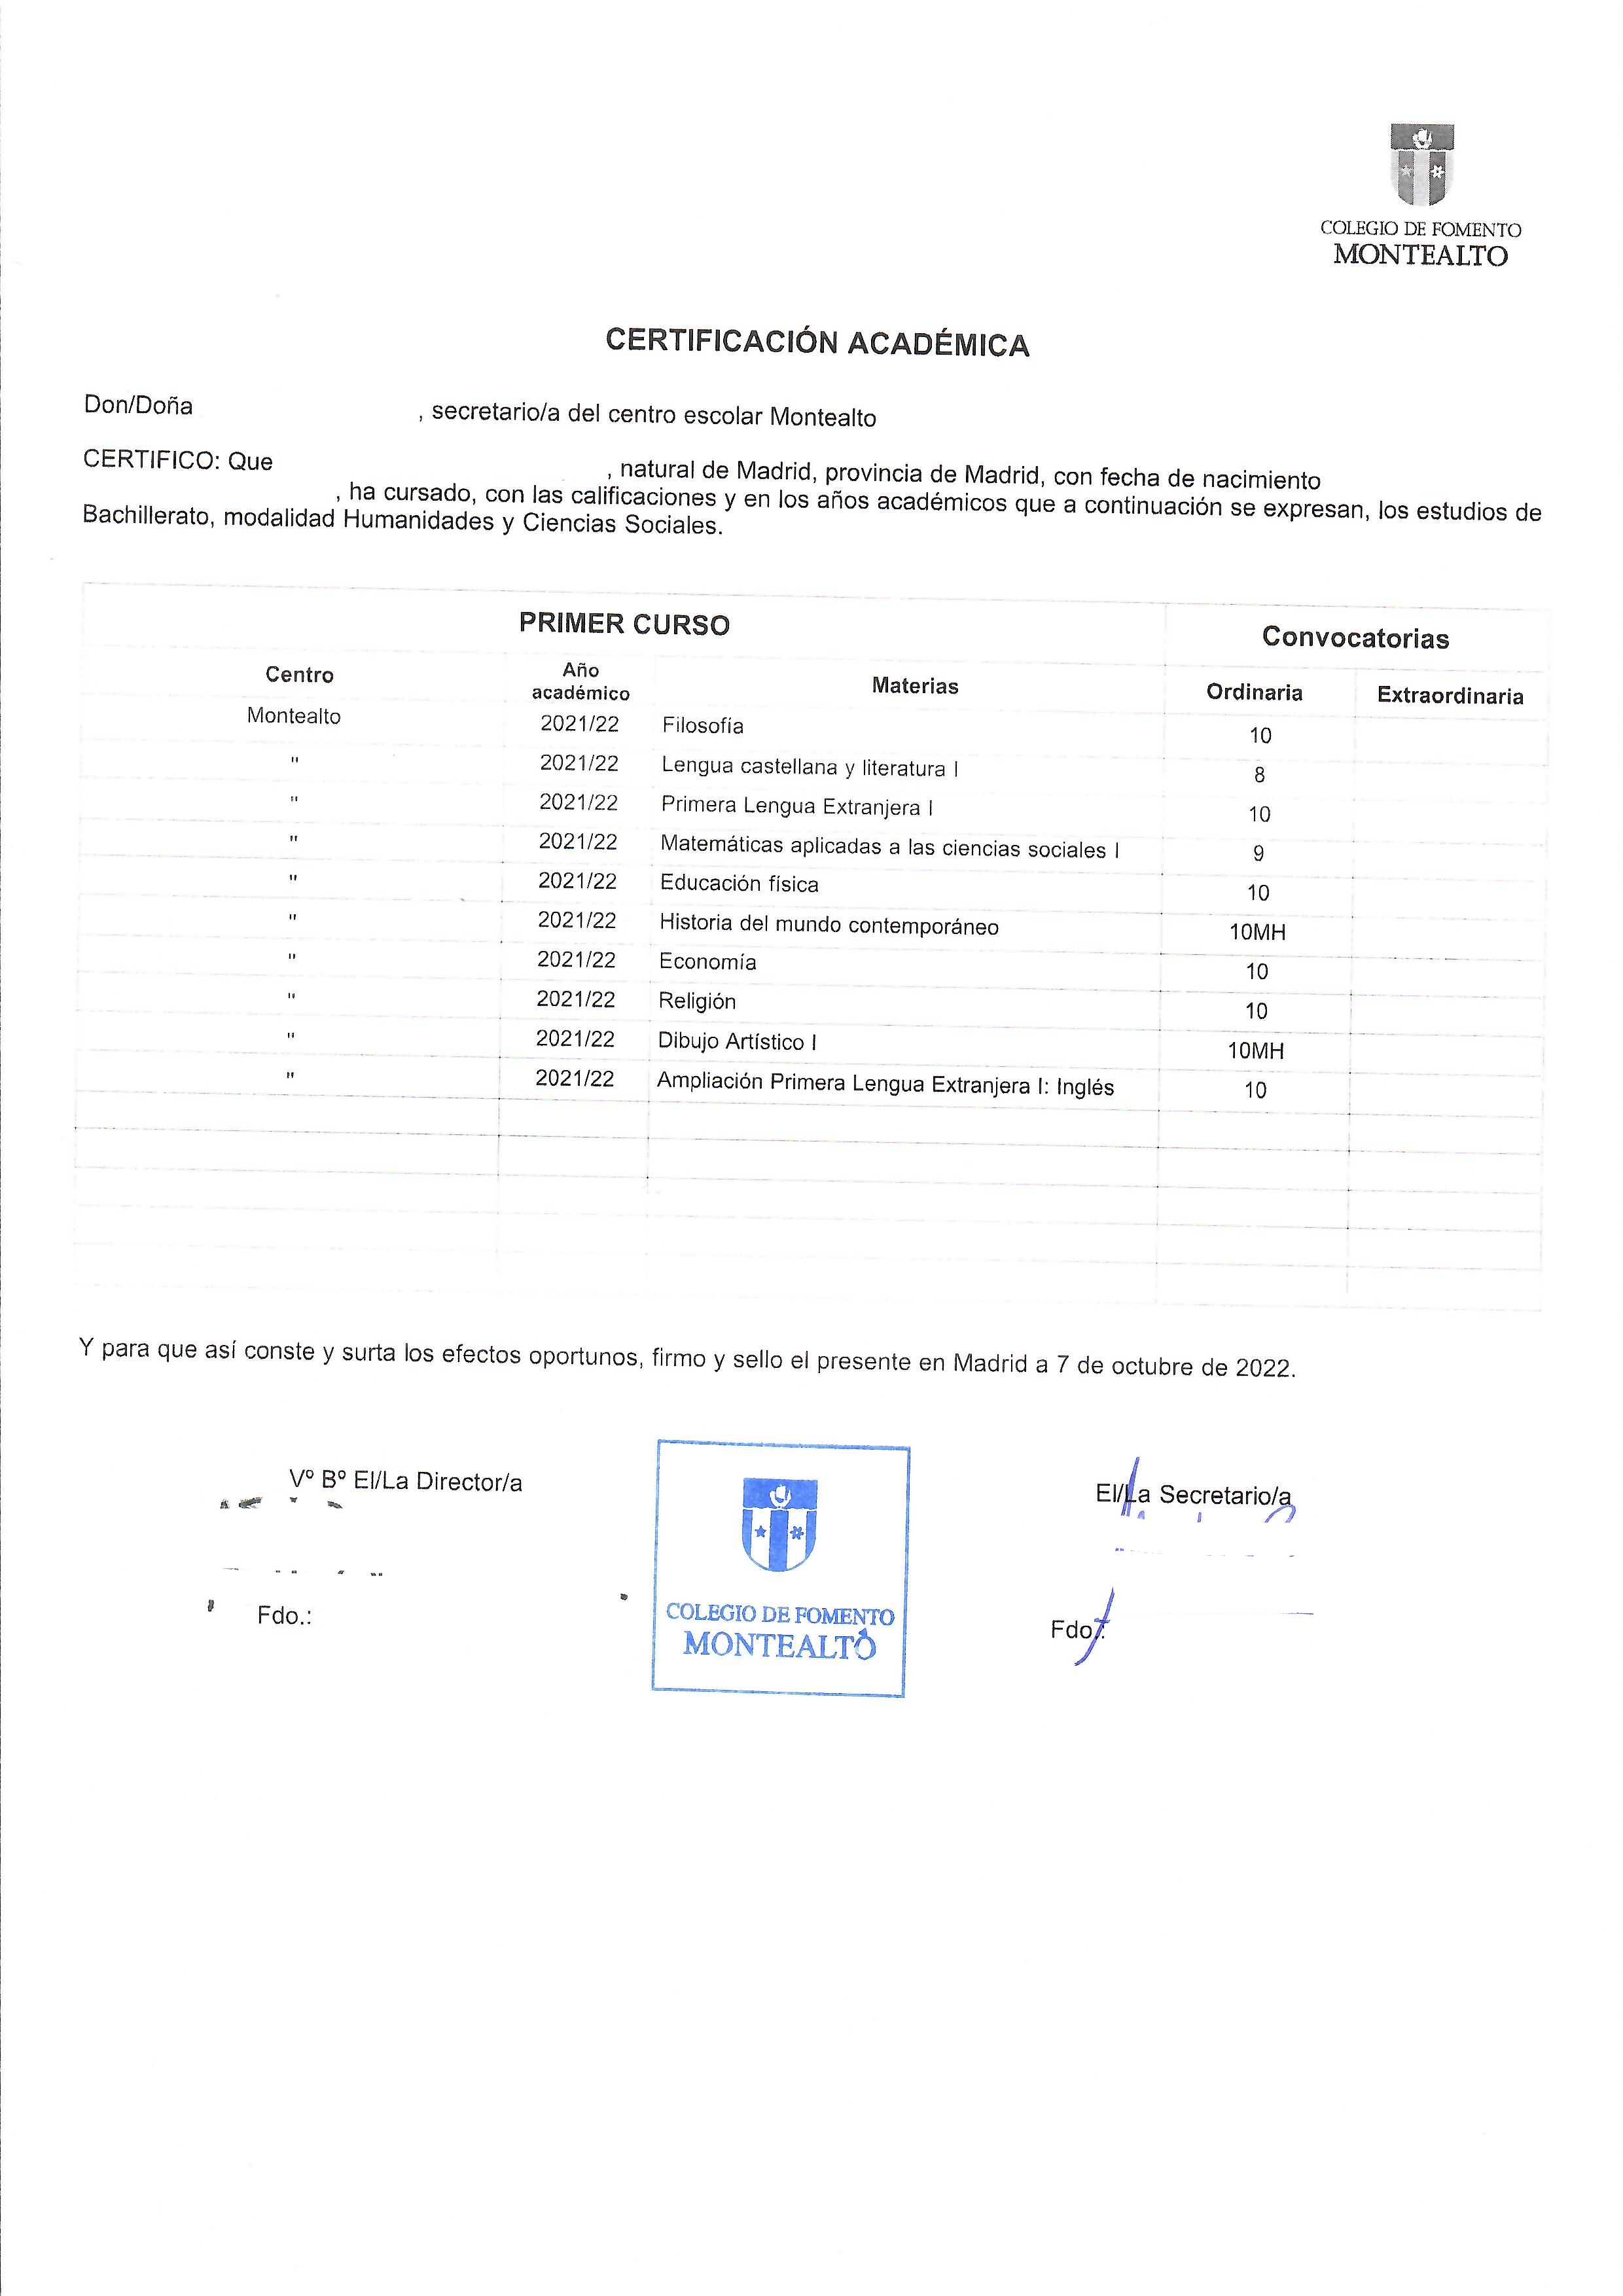 COLEGIO DE FOMENTO
MONTEALTO
CERTIFICACIÓN ACADÉMICA
Don/Doña , secretario/a del centro escolar Montealto
CERTIFICO: Que , natural de Madrid, provincia de Madrid, con fecha de nacimiento
, ha cursado, con las calificaciones y en los años académicos que a continuación se expresan, los estudios de
Bachillerato, modalidad Humanidades y Ciencias Sociales.
PRIMER CURSO Convocatorias
Centro Año académico Materias Ordinaria Extraordinaria
Montealto 2021/22 Filosofía 10
" 2021/22 Lengua castellana y literatura I 8
" 2021/22 Primera Lengua Extranjera I 10
" 2021/22 Matemáticas aplicadas a las ciencias sociales I 9
" 2021/22 Educación física 10
" 2021/22 Historia del mundo contemporáneo 10MH
" 2021/22 Economía 10
" 2021/22 Religión 10
" 2021/22 Dibujo Artístico I 10MH
" 2021/22 Ampliación Primera Lengua Extranjera I: Inglés 10
Y para que así conste y surta los efectos oportunos, firmo y sello el presente en Madrid a 7 de octubre de 2022.
Vº Bº El/La Director/a El/La Secretario/a
COLEGIO DE FOMENTO
MONTEALTO
Fdo.: Fdo.: